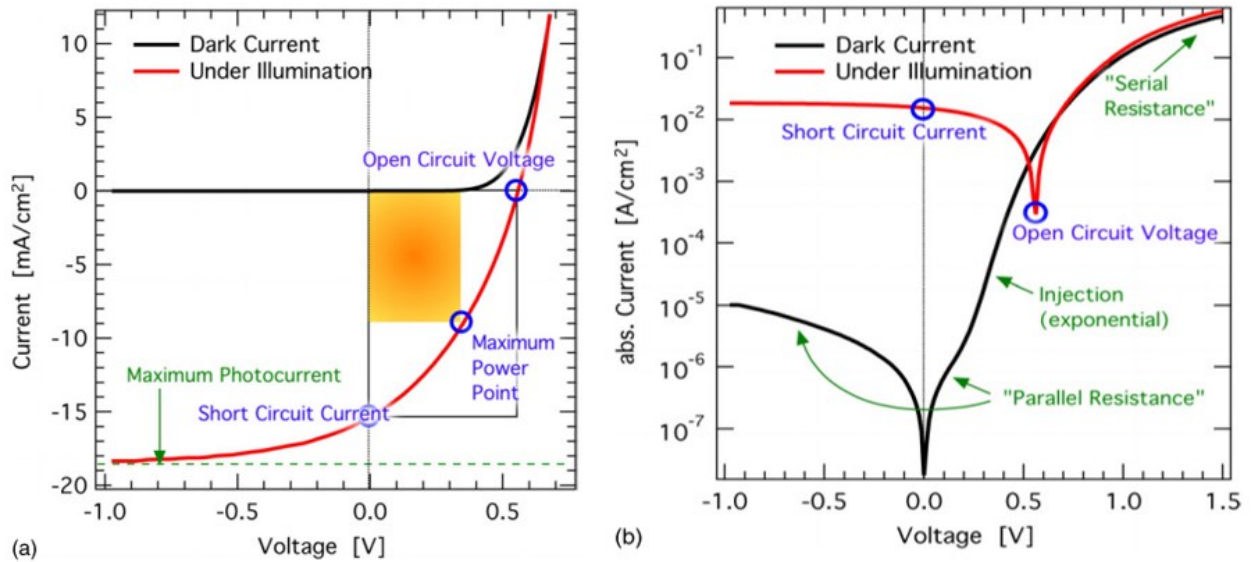 Dark Current
Under Illumination
Open Circuit Voltage
Maximum
Power
Point
Maximum Photocurrent
Short Circuit Current
10
5
0
-5
-10
-15
-20
Current [mA/cm²]
-1.0
-0.5
0.0
0.5
Voltage [V]
(a)
Dark Current
Under Illumination
"Serial
Resistance"
Short Circuit Current
Open Circuit Voltage
Injection
(exponential)
"Parallel Resistance"
10⁻¹
10⁻²
10⁻³
10⁻⁴
10⁻⁵
10⁻⁶
10⁻⁷
abs. Current [A/cm²]
-1.0
-0.5
0.0
0.5
1.0
1.5
Voltage [V]
(b)